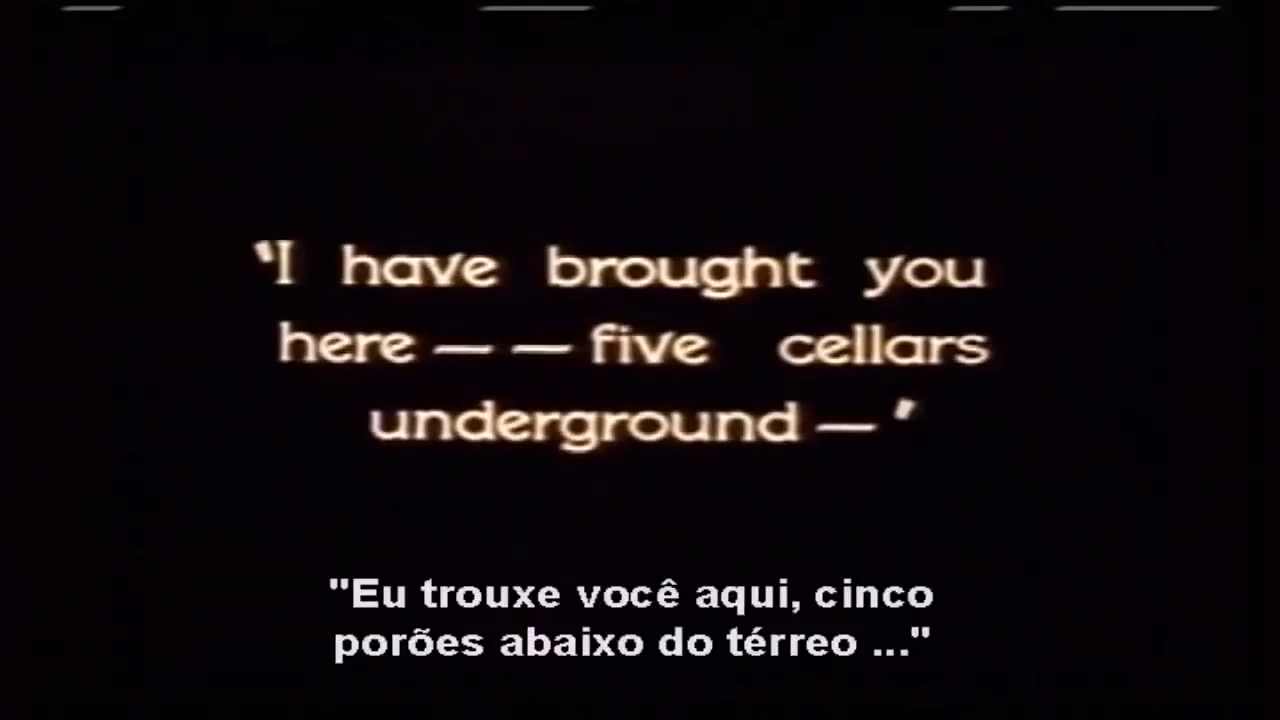 'I have brought you
here — — five cellars
underground — '
"Eu trouxe você aqui, cinco
porões abaixo do térreo ..."